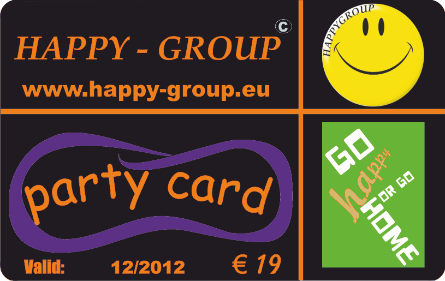 HAPPY - GROUP ©
www.happy-group.eu
HAPPYGROUP
party card
Valid: 12/2012 € 19
GO
happy
OR GO
HOME